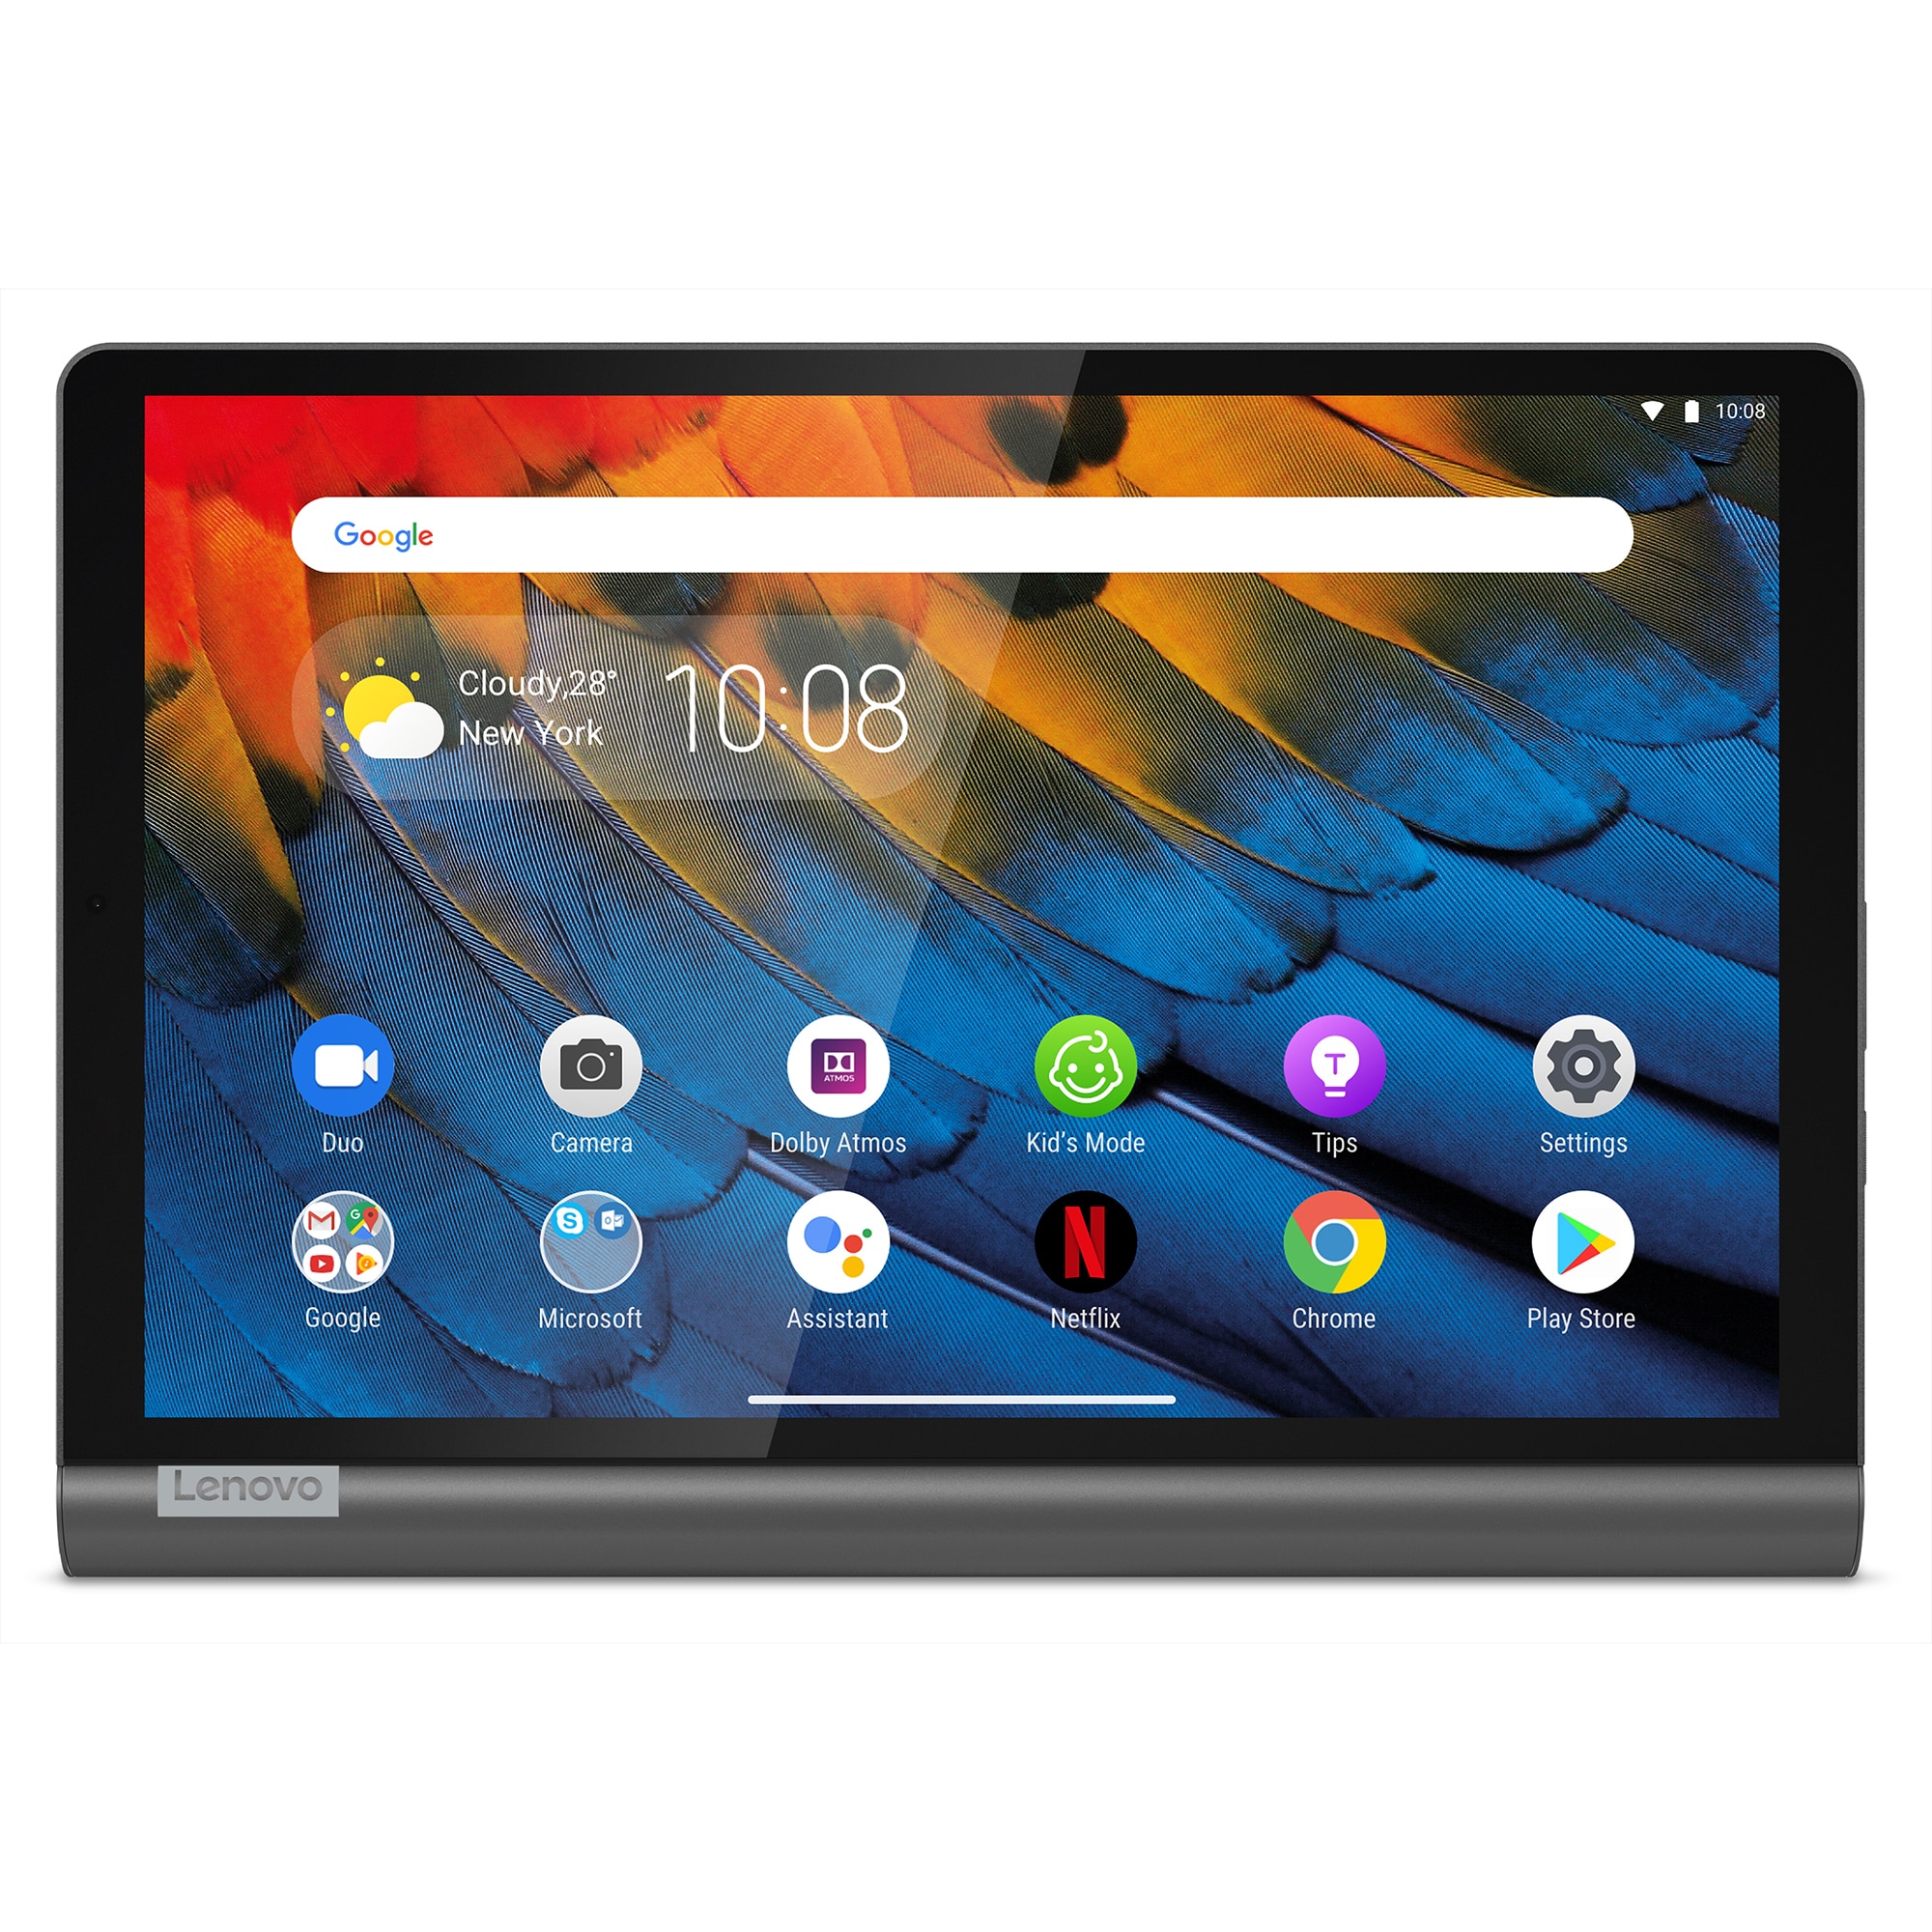 10:08
Google
Cloudy,28°
New York
10:08
ATMOS
T
Duo
Camera
Dolby Atmos
Kid's Mode
Tips
Settings
G
S
N
Google
Microsoft
Assistant
Netflix
Chrome
Play Store
Lenovo